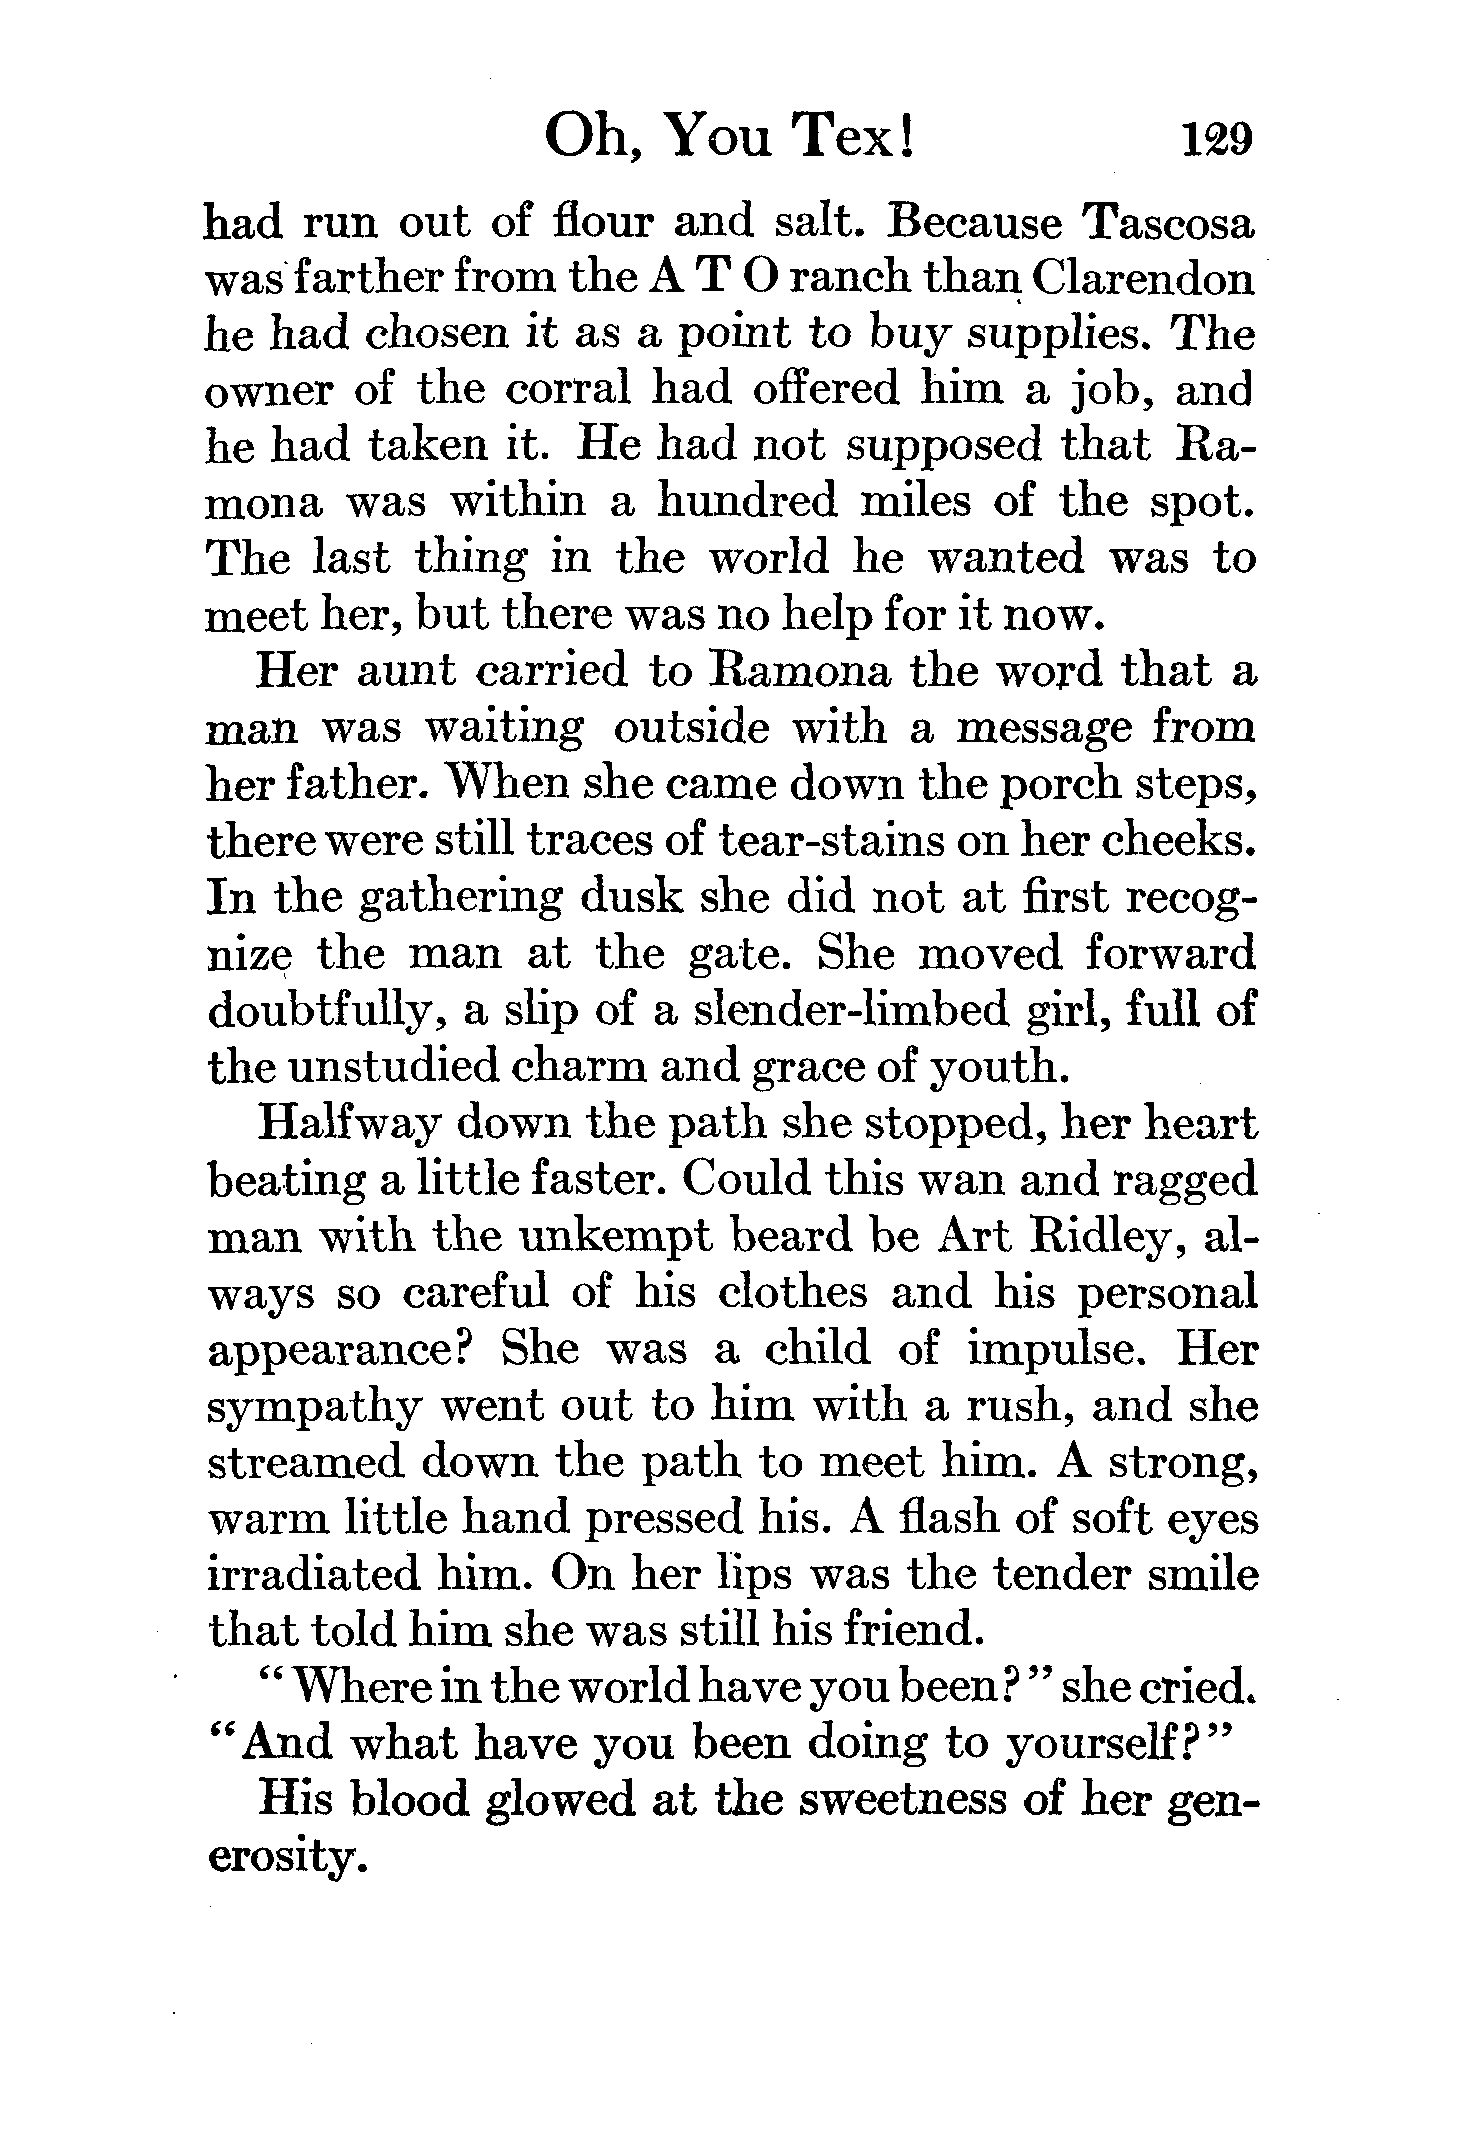 Oh, You Tex! 129
had run out of flour and salt. Because Tascosa
was farther from the A T O ranch than Clarendon
he had chosen it as a point to buy supplies. The
owner of the corral had offered him a job, and
he had taken it. He had not supposed that Ra-
mona was within a hundred miles of the spot.
The last thing in the world he wanted was to
meet her, but there was no help for it now.
Her aunt carried to Ramona the word that a
man was waiting outside with a message from
her father. When she came down the porch steps,
there were still traces of tear-stains on her cheeks.
In the gathering dusk she did not at first recog-
nize the man at the gate. She moved forward
doubtfully, a slip of a slender-limbed girl, full of
the unstudied charm and grace of youth.
Halfway down the path she stopped, her heart
beating a little faster. Could this wan and ragged
man with the unkempt beard be Art Ridley, al-
ways so careful of his clothes and his personal
appearance? She was a child of impulse. Her
sympathy went out to him with a rush, and she
streamed down the path to meet him. A strong,
warm little hand pressed his. A flash of soft eyes
irradiated him. On her lips was the tender smile
that told him she was still his friend.
“Where in the world have you been?” she cried.
“And what have you been doing to yourself?”
His blood glowed at the sweetness of her gen-
erosity.